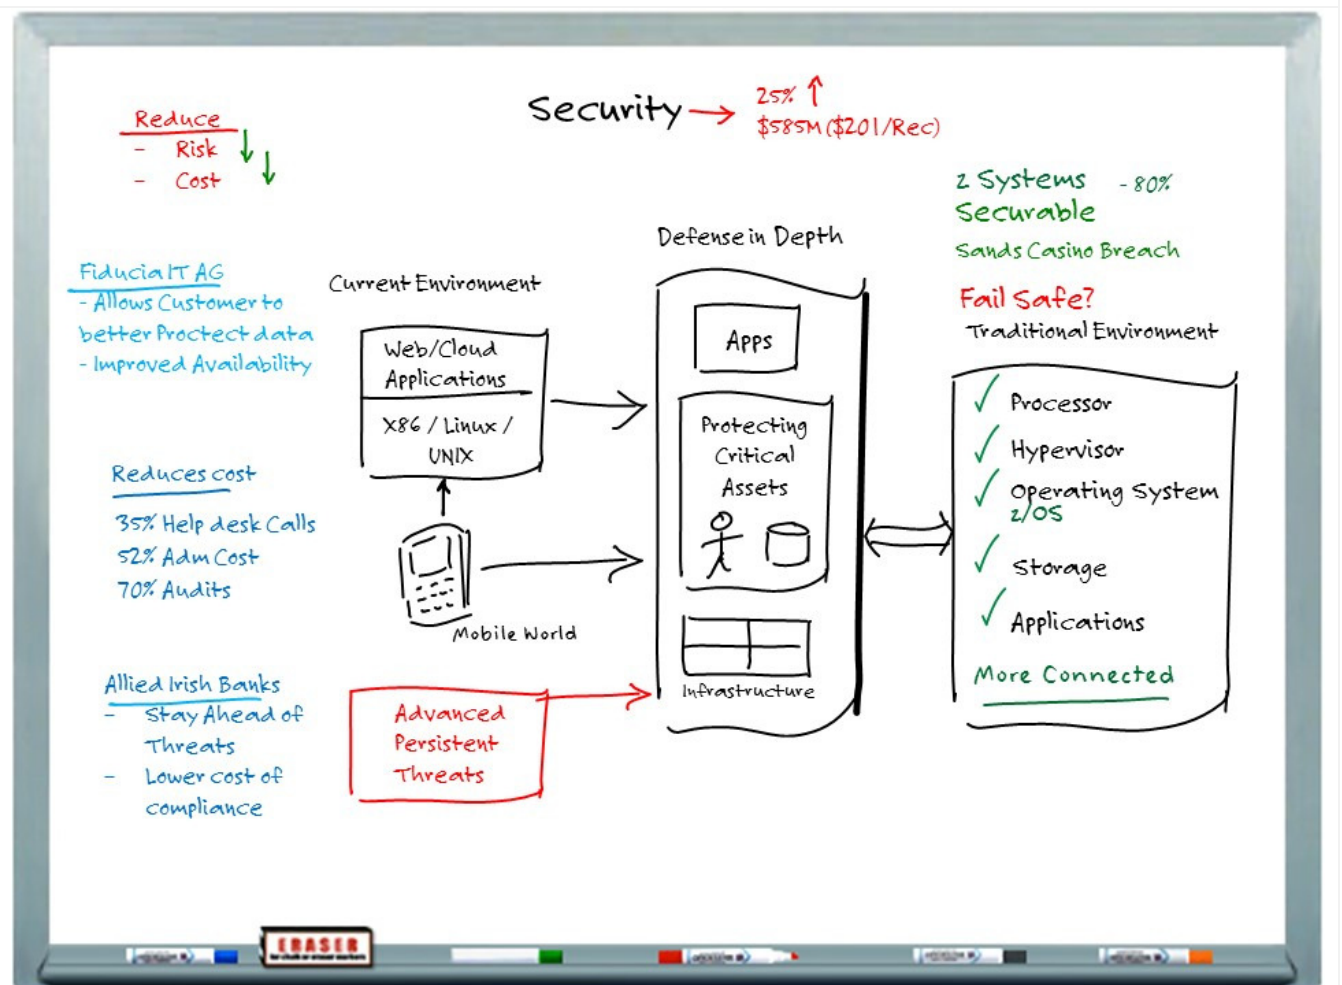 Security → 25% ↑
$585M ($201/Rec)
Reduce
- Risk ↓
- Cost ↓
Fiducia IT AG
- Allows Customer to
better Proctect data
- Improved Availability
Reduces cost
35% Help desk Calls
52% Adm Cost
70% Audits
Allied Irish Banks
- Stay Ahead of
Threats
- Lower cost of
compliance
Current Environment
Web/Cloud
Applications
X86 / Linux /
UNIX
Mobile World
Advanced
Persistent
Threats
Defense in Depth
Apps
Protecting
Critical
Assets
Infrastructure
z Systems - 80%
Securable
Sands Casino Breach
Fail Safe?
Traditional Environment
✓ Processor
✓ Hypervisor
✓ Operating System
z/OS
✓ Storage
✓ Applications
More Connected
ERASER